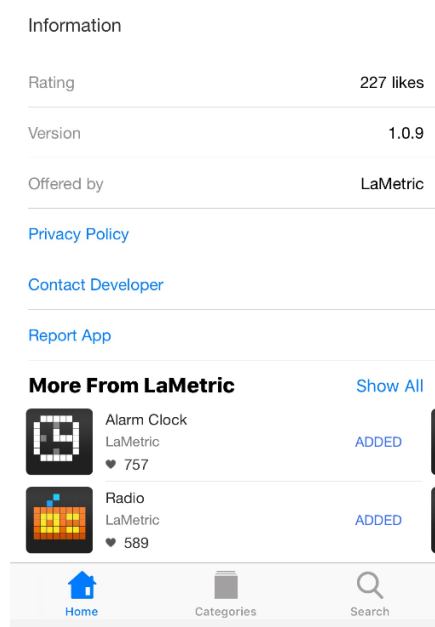 Information
Rating 227 likes
Version 1.0.9
Offered by LaMetric
Privacy Policy
Contact Developer
Report App
More From LaMetric Show All
Alarm Clock
LaMetric ADDED
757
Radio
LaMetric ADDED
589
Home Categories Search